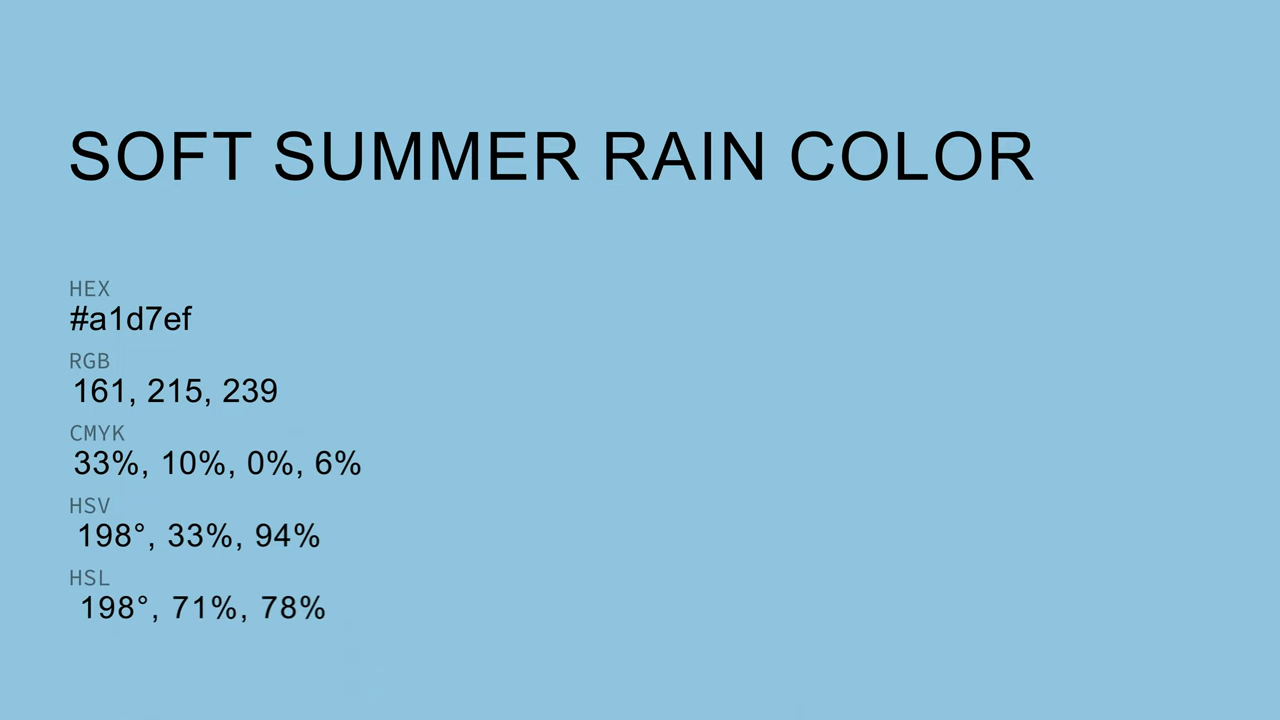 SOFT SUMMER RAIN COLOR
HEX
#a1d7ef
RGB
161, 215, 239
CMYK
33%, 10%, 0%, 6%
HSV
198°, 33%, 94%
HSL
198°, 71%, 78%